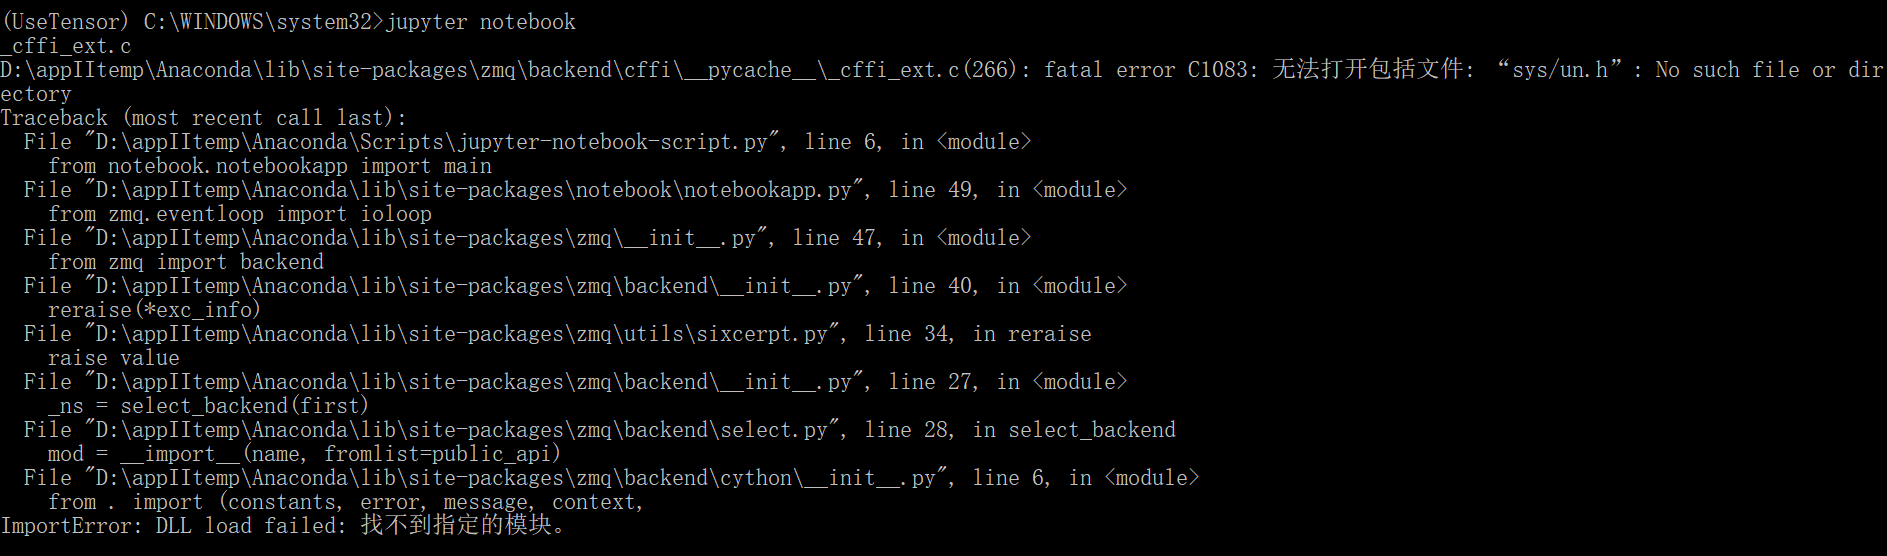 (UseTensor) C:\WINDOWS\system32>jupyter notebook
_cffi_ext.c
D:\appIItemp\Anaconda\lib\site-packages\zmq\backend\cffi\__pycache__\_cffi_ext.c(266): fatal error C1083: 无法打开包括文件: “sys/un.h”: No such file or dir
ectory
Traceback (most recent call last):
  File "D:\appIItemp\Anaconda\Scripts\jupyter-notebook-script.py", line 6, in <module>
    from notebook.notebookapp import main
  File "D:\appIItemp\Anaconda\lib\site-packages\notebook\notebookapp.py", line 49, in <module>
    from zmq.eventloop import ioloop
  File "D:\appIItemp\Anaconda\lib\site-packages\zmq\__init__.py", line 47, in <module>
    from zmq import backend
  File "D:\appIItemp\Anaconda\lib\site-packages\zmq\backend\__init__.py", line 40, in <module>
    reraise(*exc_info)
  File "D:\appIItemp\Anaconda\lib\site-packages\zmq\utils\sixcerpt.py", line 34, in reraise
    raise value
  File "D:\appIItemp\Anaconda\lib\site-packages\zmq\backend\__init__.py", line 27, in <module>
    _ns = select_backend(first)
  File "D:\appIItemp\Anaconda\lib\site-packages\zmq\backend\select.py", line 28, in select_backend
    mod = __import__(name, fromlist=public_api)
  File "D:\appIItemp\Anaconda\lib\site-packages\zmq\backend\cython\__init__.py", line 6, in <module>
    from . import (constants, error, message, context,
ImportError: DLL load failed: 找不到指定的模块。